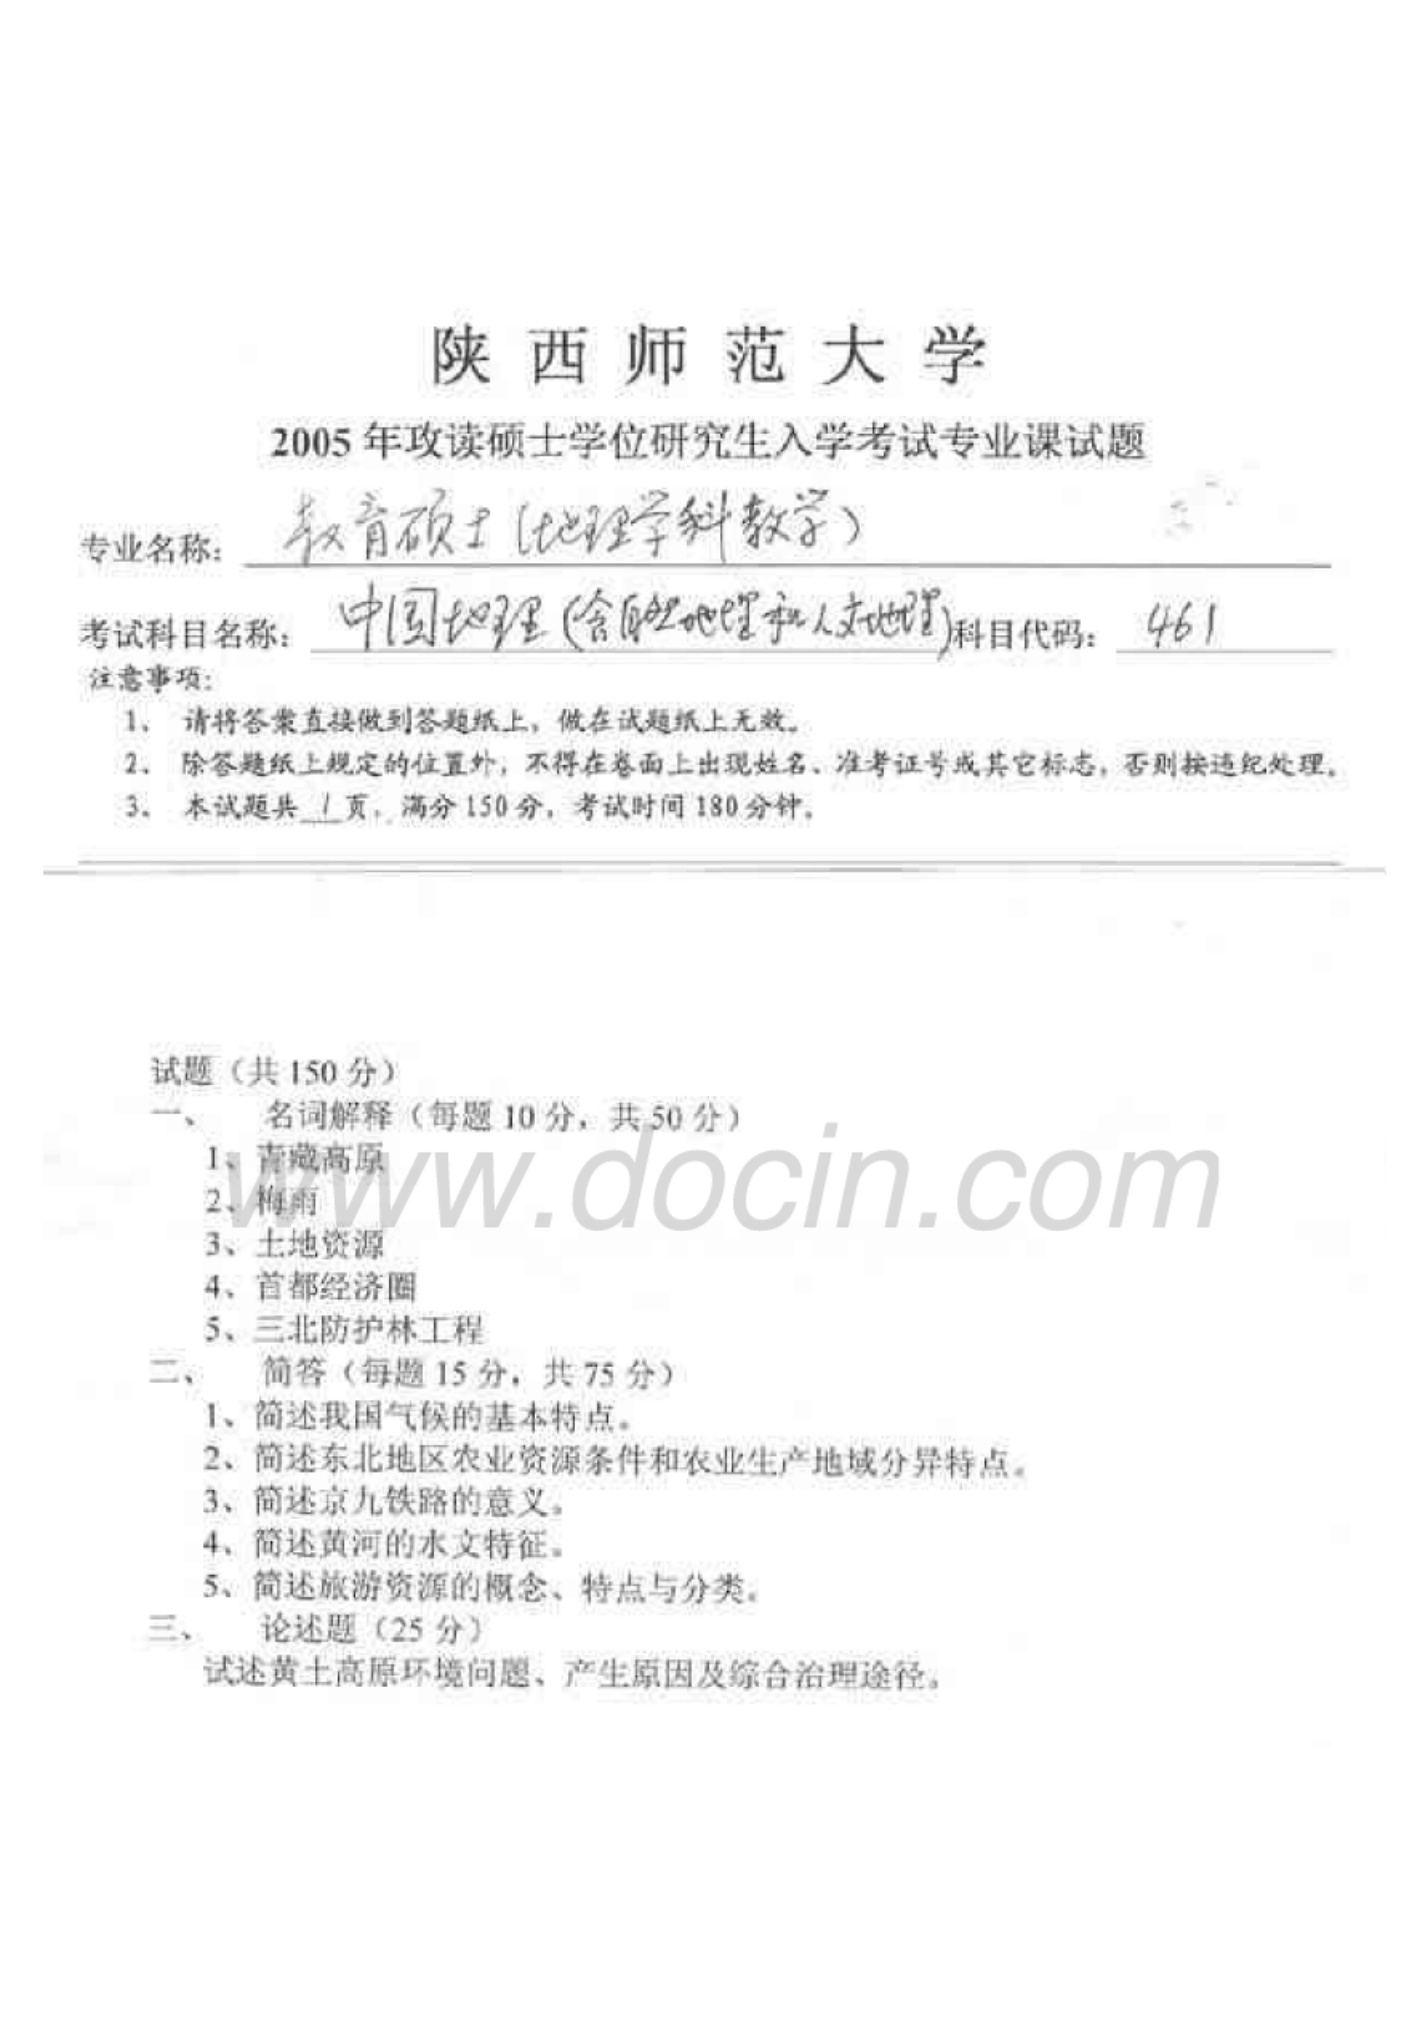 陕西师范大学
2005年攻读硕士学位研究生入学考试专业课试题
专业名称：教育硕士（地理学科教学）
考试科目名称：中国地理（含自然地理和人文地理）科目代码：461
注意事项：
1、请将答案直接做到答题纸上，做在试题纸上无效。
2、除答题纸上规定的位置外，不得在卷面上出现姓名、准考证号或其它标志，否则按违纪处理。
3、本试题共 1 页，满分150分，考试时间180分钟。
试题（共150分）
一、名词解释（每题10分，共50分）
1、青藏高原
www.docin.com
2、梅雨
3、土地资源
4、首都经济圈
5、三北防护林工程
二、简答（每题15分，共75分）
1、简述我国气候的基本特点。
2、简述东北地区农业资源条件和农业生产地域分异特点。
3、简述京九铁路的意义。
4、简述黄河的水文特征。
5、简述旅游资源的概念、特点与分类。
三、论述题（25分）
试述黄土高原环境问题、产生原因及综合治理途径。